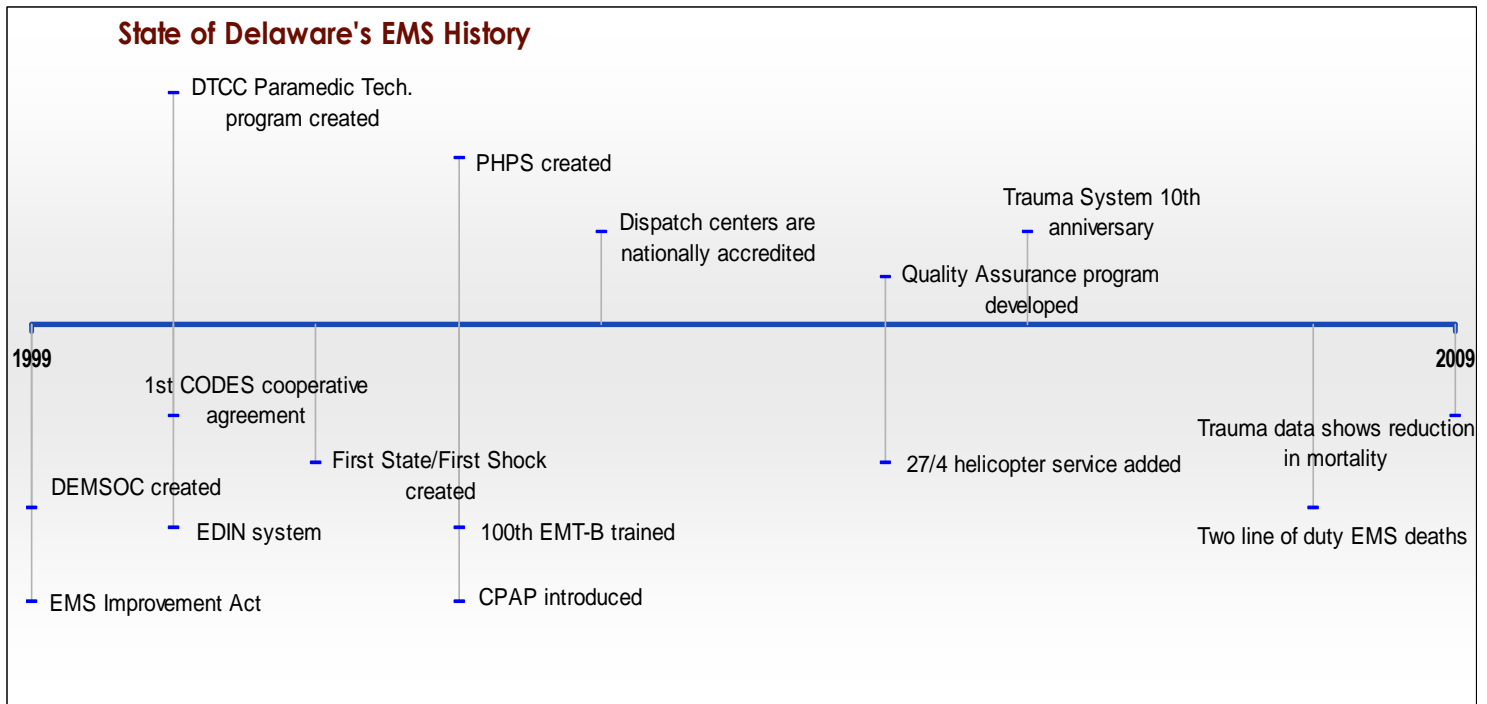 State of Delaware's EMS History
DTCC Paramedic Tech.
program created
PHPS created
Dispatch centers are
nationally accredited
Trauma System 10th
anniversary
Quality Assurance program
developed
1999
2009
1st CODES cooperative
agreement
First State/First Shock
created
DEMSOC created
EDIN system
100th EMT-B trained
EMS Improvement Act
CPAP introduced
27/4 helicopter service added
Trauma data shows reduction
in mortality
Two line of duty EMS deaths